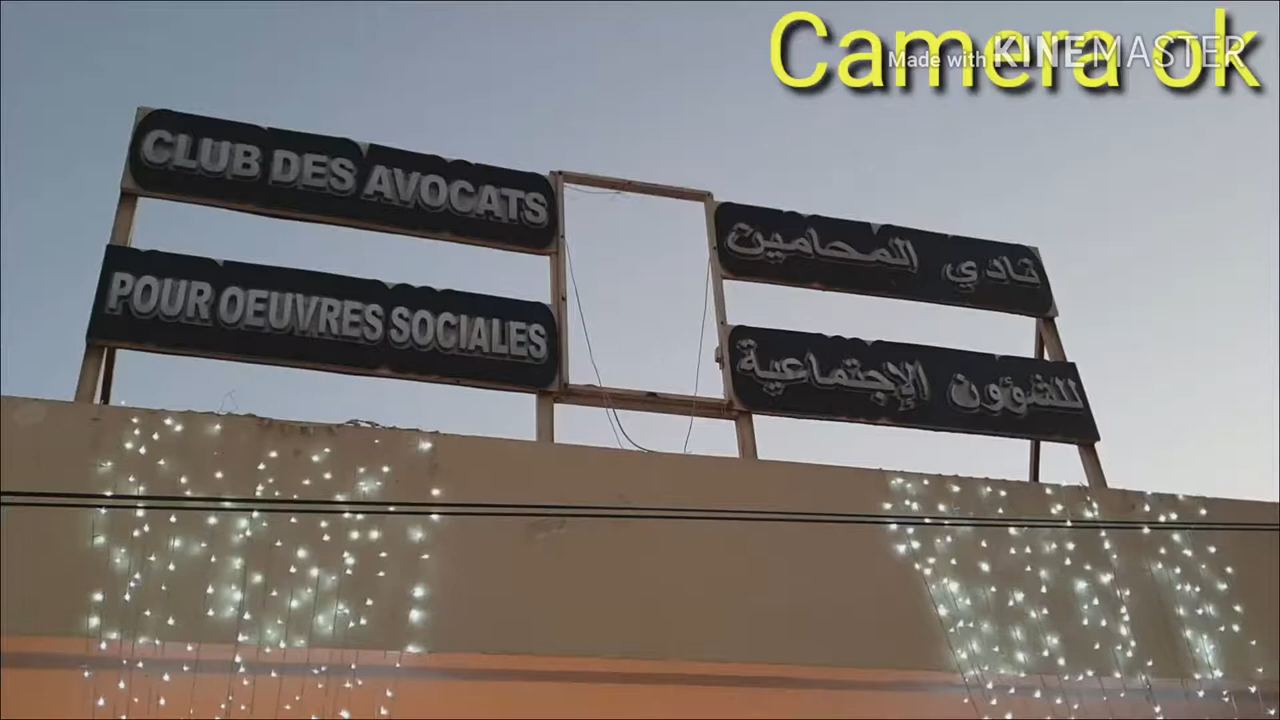 Camera ok
Made with KINEMASTER
CLUB DES AVOCATS
POUR OEUVRES SOCIALES
نادي المحامين
للشؤون الإجتماعية